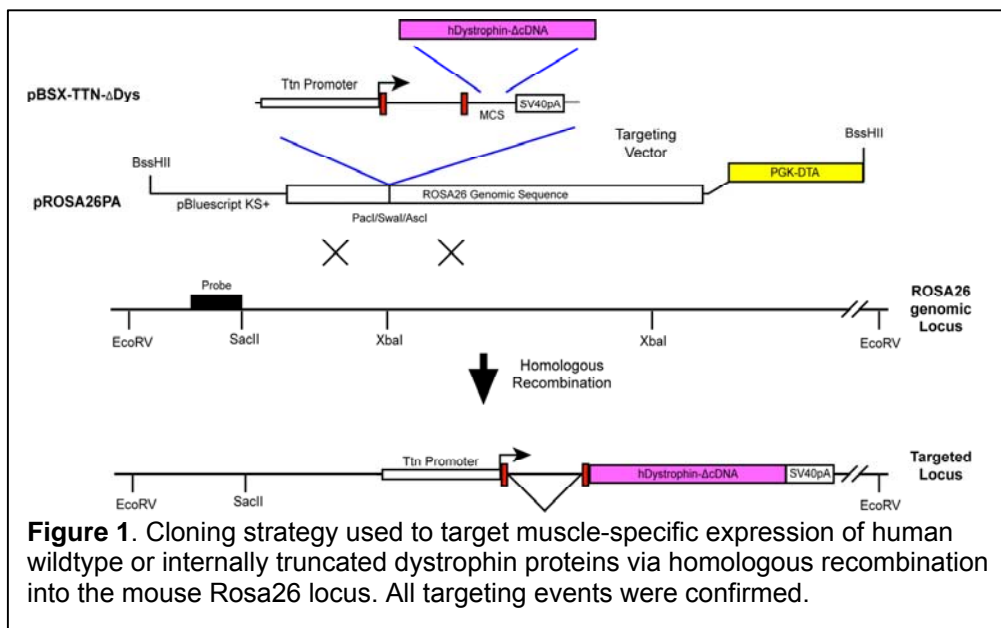 hDystrophin-ΔcDNA
Ttn Promoter
pBSX-TTN-ΔDys
MCS
SV40pA
Targeting
Vector
BssHII
BssHII
PGK-DTA
pROSA26PA
pBluescript KS+
ROSA26 Genomic Sequence
PacI/SwaI/AscI
Probe
ROSA26
genomic
Locus
EcoRV
SacII
XbaI
XbaI
EcoRV
Homologous
Recombination
Ttn Promoter
hDystrophin-ΔcDNA
SV40pA
Targeted
Locus
EcoRV
SacII
EcoRV
Figure 1. Cloning strategy used to target muscle-specific expression of human
wildtype or internally truncated dystrophin proteins via homologous recombination
into the mouse Rosa26 locus. All targeting events were confirmed.